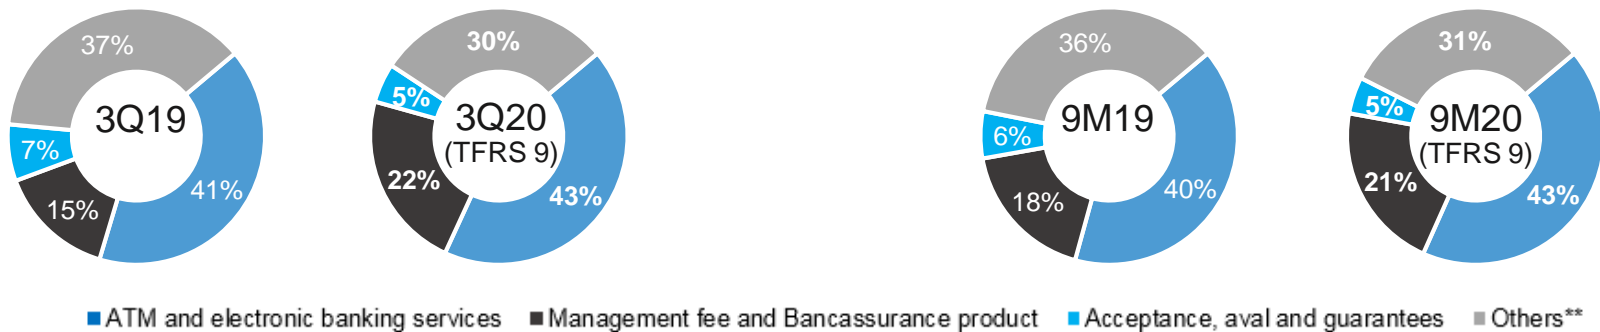 37%
3Q19
7%
41%
15%
30%
5%
3Q20
(TFRS 9)
22%
43%
36%
9M19
6%
40%
18%
31%
5%
9M20
(TFRS 9)
21%
43%
ATM and electronic banking services
Management fee and Bancassurance product
Acceptance, aval and guarantees
Others**